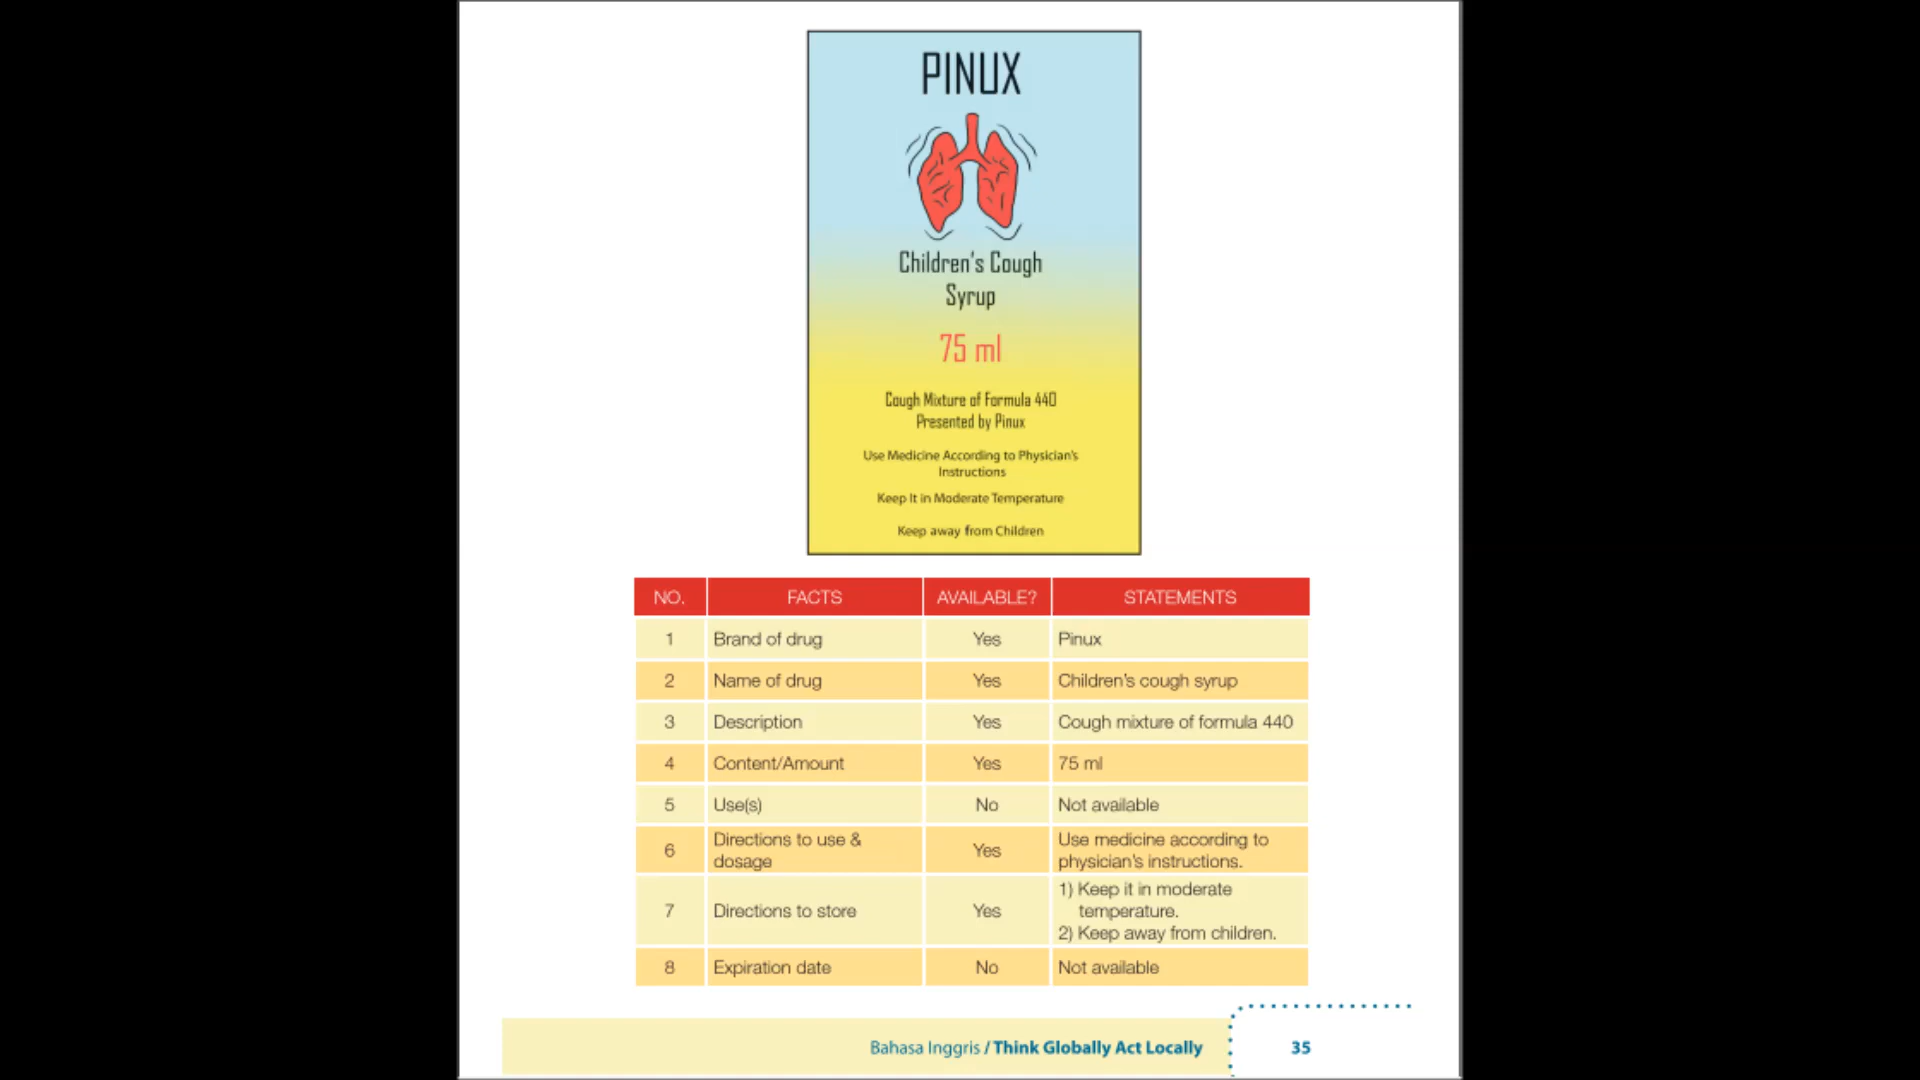 PINUX
Children's Cough
Syrup
75 ml
Cough Mixture of Formula 440
Presented by Pinux
Use Medicine According to Physician's
Instructions
Keep It in Moderate Temperature
Keep away from Children
NO. FACTS AVAILABLE? STATEMENTS
1 Brand of drug Yes Pinux
2 Name of drug Yes Children's cough syrup
3 Description Yes Cough mixture of formula 440
4 Content/Amount Yes 75 ml
5 Use(s) No Not available
6 Directions to use &
dosage Yes Use medicine according to
physician's instructions.
7 Directions to store Yes 1) Keep it in moderate
temperature.
2) Keep away from children.
8 Expiration date No Not available
Bahasa Inggris / Think Globally Act Locally 35